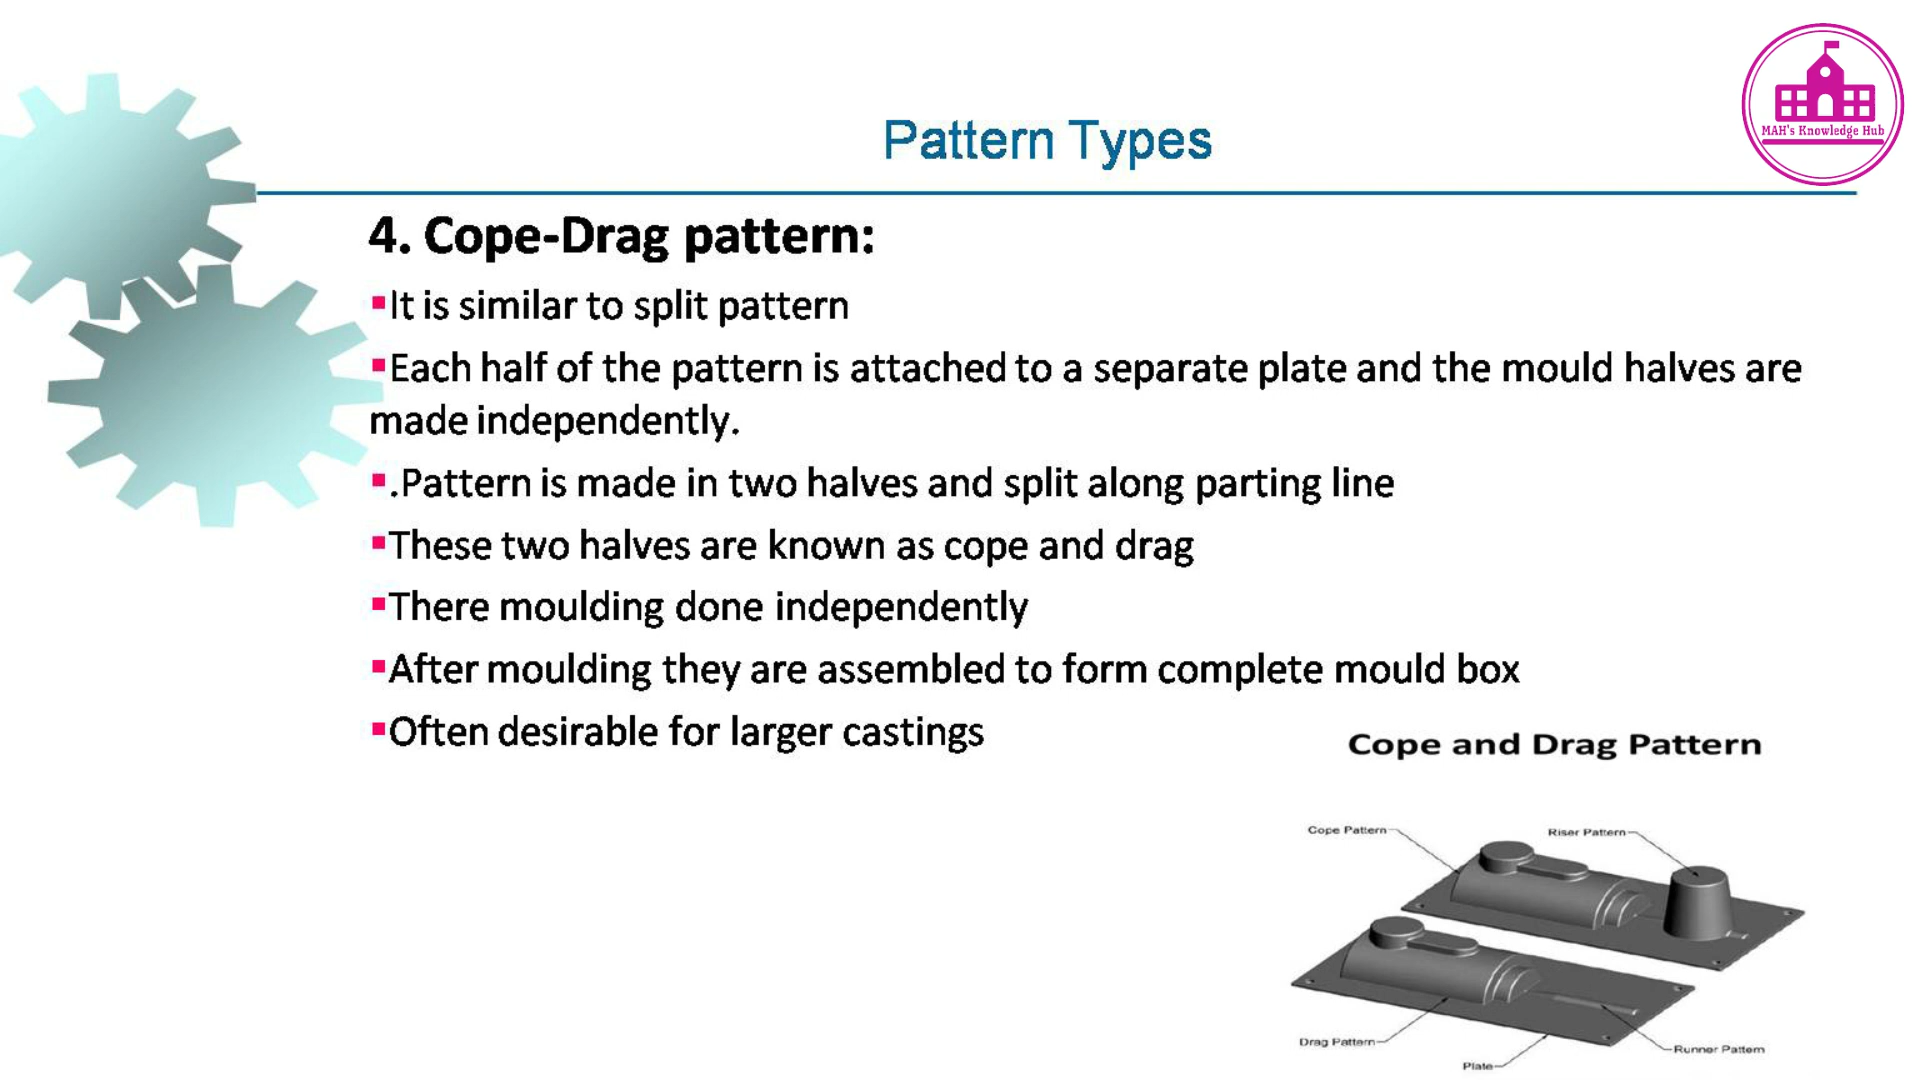 MAH's Knowledge Hub
Pattern Types
4. Cope-Drag pattern:
▪It is similar to split pattern
▪Each half of the pattern is attached to a separate plate and the mould halves are
made independently.
▪.Pattern is made in two halves and split along parting line
▪These two halves are known as cope and drag
▪There moulding done independently
▪After moulding they are assembled to form complete mould box
▪Often desirable for larger castings
Cope and Drag Pattern
Cope Pattern
Riser Pattern
Drag Pattern
Runner Pattern
Plate